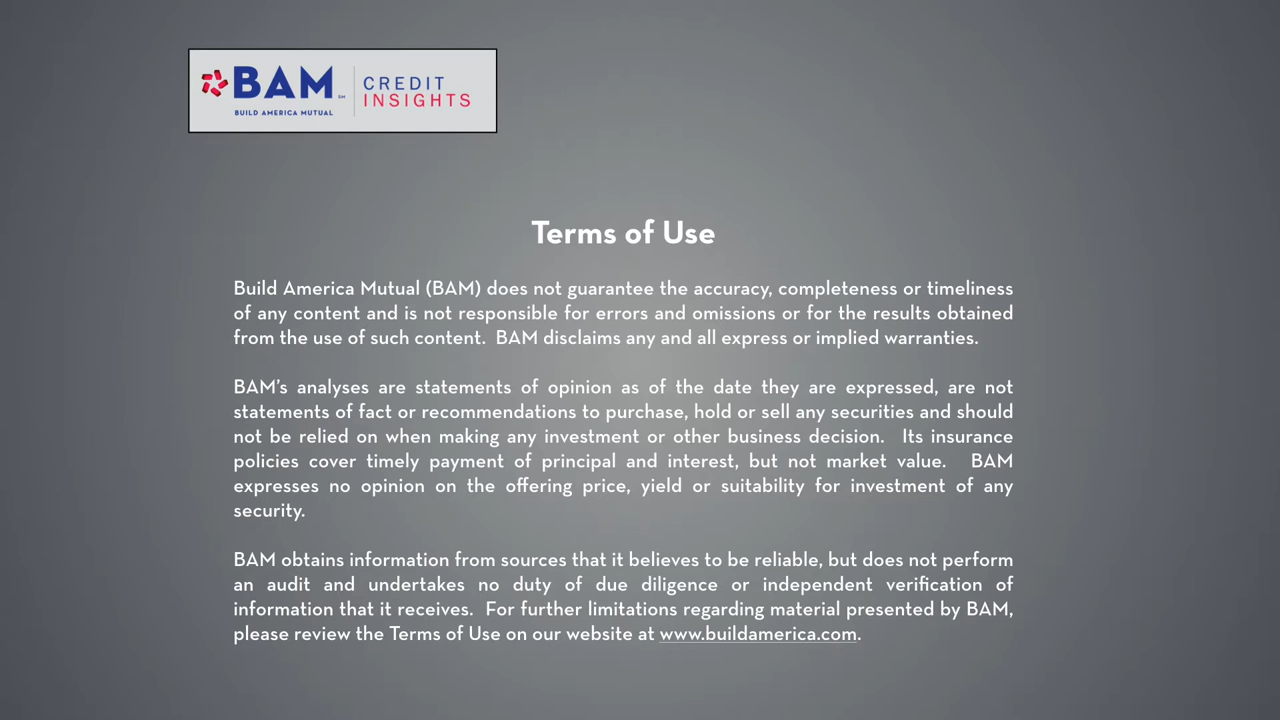 BAM SM
BUILD AMERICA MUTUAL
CREDIT
INSIGHTS
Terms of Use
Build America Mutual (BAM) does not guarantee the accuracy, completeness or timeliness
of any content and is not responsible for errors and omissions or for the results obtained
from the use of such content.  BAM disclaims any and all express or implied warranties.
BAM's analyses are statements of opinion as of the date they are expressed, are not
statements of fact or recommendations to purchase, hold or sell any securities and should
not be relied on when making any investment or other business decision.  Its insurance
policies cover timely payment of principal and interest, but not market value.  BAM
expresses no opinion on the offering price, yield or suitability for investment of any
security.
BAM obtains information from sources that it believes to be reliable, but does not perform
an audit and undertakes no duty of due diligence or independent verification of
information that it receives.  For further limitations regarding material presented by BAM,
please review the Terms of Use on our website at www.buildamerica.com.